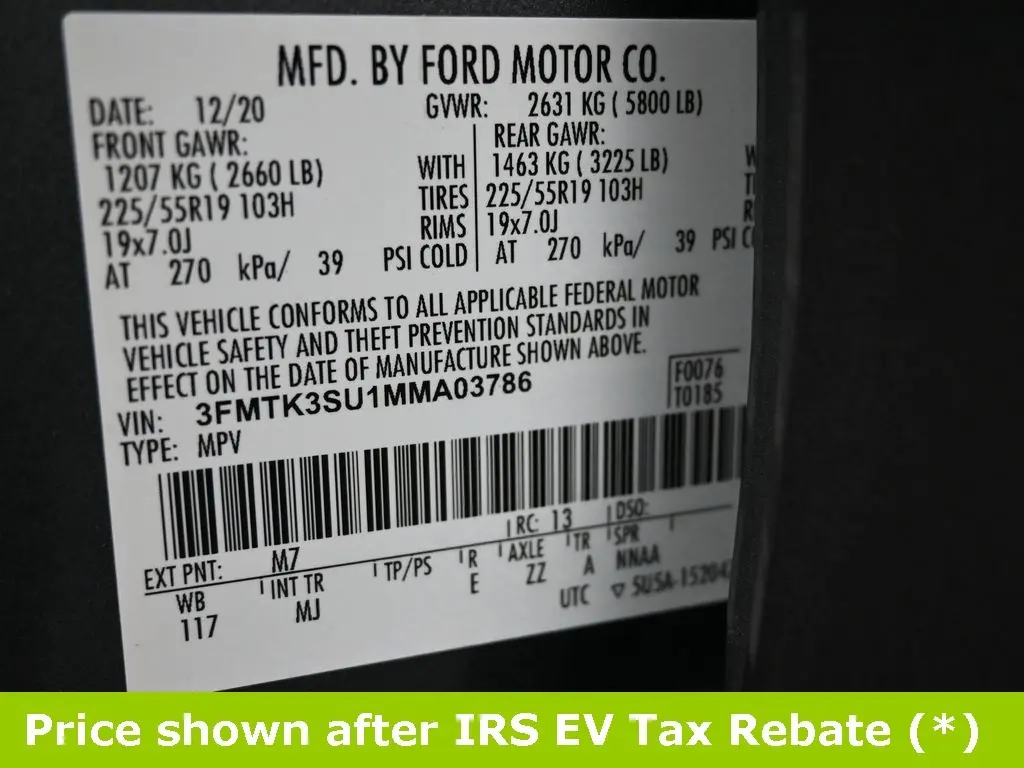 MFD. BY FORD MOTOR CO.
DATE: 12/20
GVWR: 2631 KG ( 5800 LB)
FRONT GAWR:
1207 KG ( 2660 LB)
225/55R19 103H
19x7.0J
AT 270 kPa/ 39 PSI COLD
WITH
TIRES
RIMS
REAR GAWR:
1463 KG ( 3225 LB)
225/55R19 103H
19x7.0J
AT 270 kPa/ 39 PSI
THIS VEHICLE CONFORMS TO ALL APPLICABLE FEDERAL MOTOR
VEHICLE SAFETY AND THEFT PREVENTION STANDARDS IN
EFFECT ON THE DATE OF MANUFACTURE SHOWN ABOVE.
VIN: 3FMTK3SU1MMA03786
TYPE: MPV
F0076
T0185
EXT PNT: M7 RC: 13 DSO:
WB INT TR TP/PS R AXLE TR SPR
117 MJ E ZZ A NNAA
UTC
Price shown after IRS EV Tax Rebate (*)